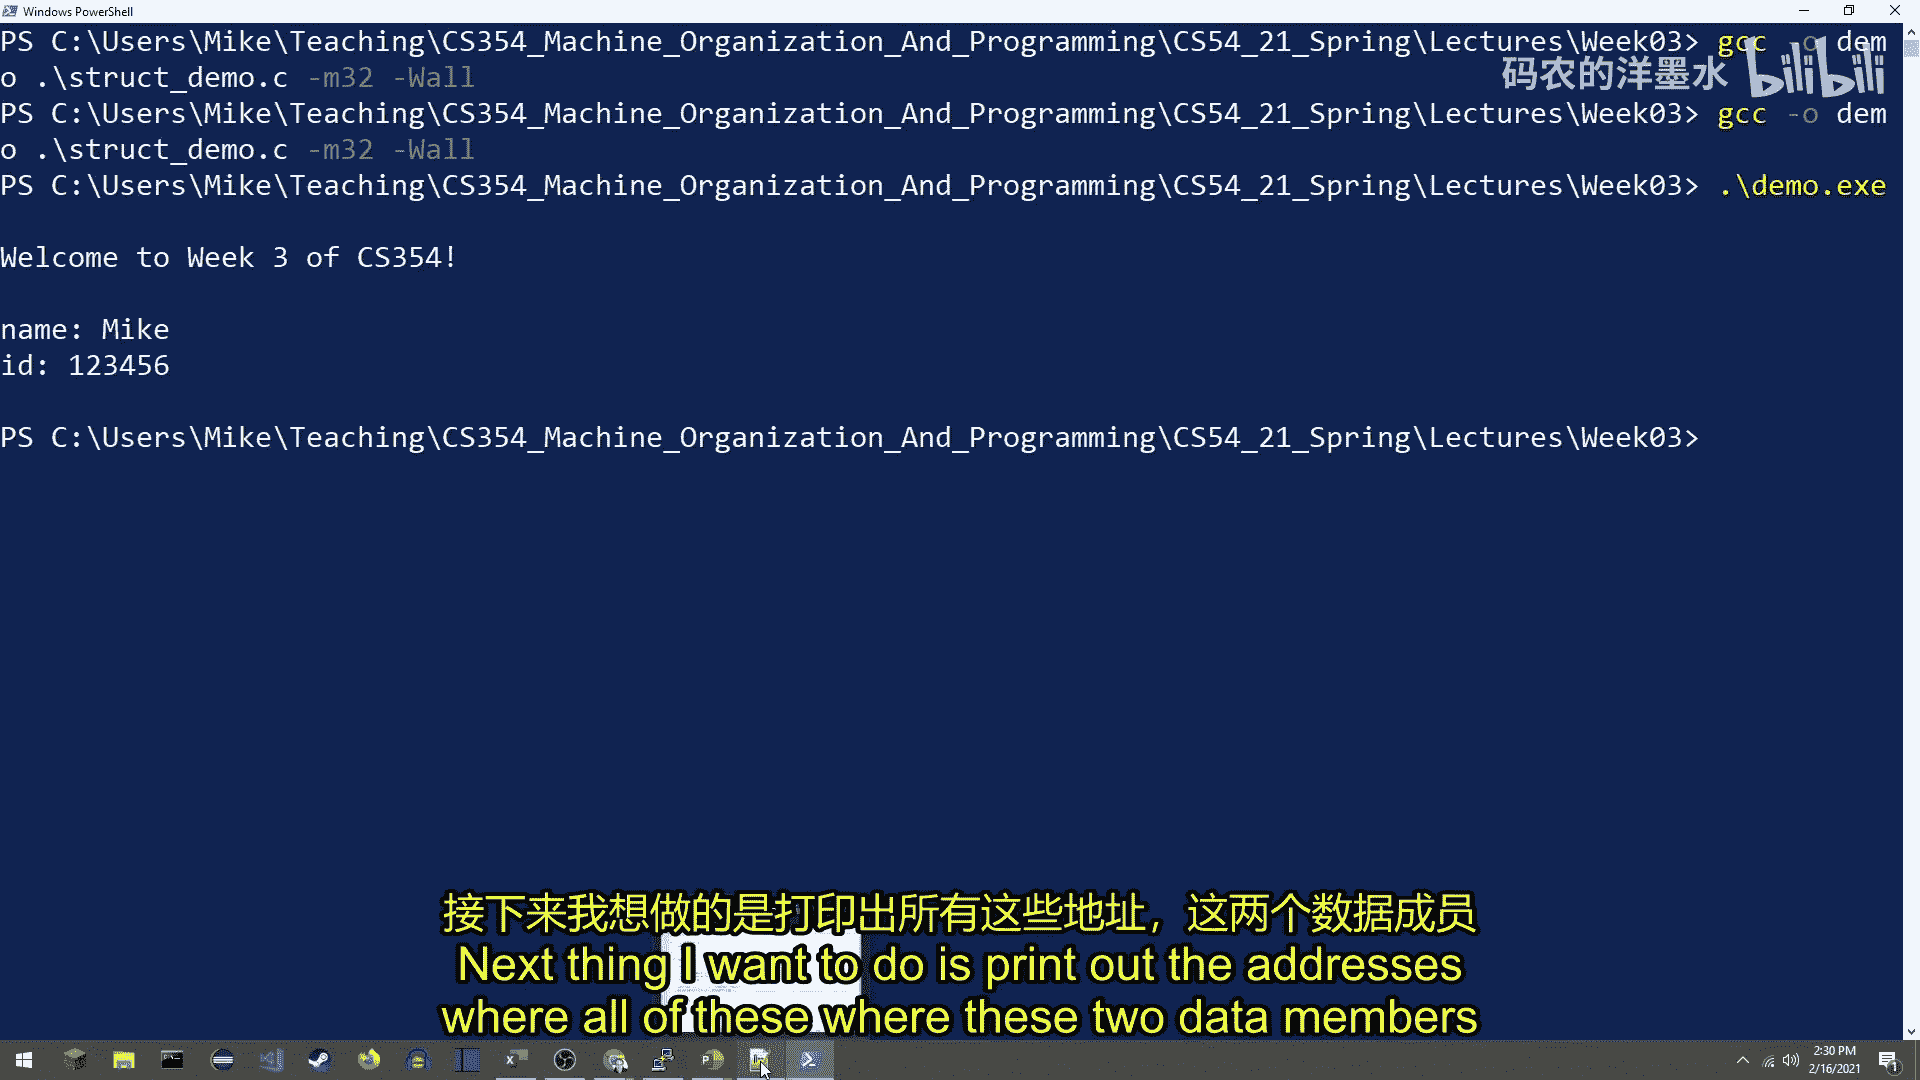 Windows PowerShell
PS C:\Users\Mike\Teaching\CS354_Machine_Organization_And_Programming\CS54_21_Spring\Lectures\Week03> gcc -o dem
o .\struct_demo.c -m32 -Wall
码农的洋墨水 bilibili
PS C:\Users\Mike\Teaching\CS354_Machine_Organization_And_Programming\CS54_21_Spring\Lectures\Week03> gcc -o dem
o .\struct_demo.c -m32 -Wall
PS C:\Users\Mike\Teaching\CS354_Machine_Organization_And_Programming\CS54_21_Spring\Lectures\Week03> .\demo.exe
Welcome to Week 3 of CS354!
name: Mike
id: 123456
PS C:\Users\Mike\Teaching\CS354_Machine_Organization_And_Programming\CS54_21_Spring\Lectures\Week03>
接下来我想做的是打印出所有这些地址，这两个数据成员
Next thing I want to do is print out the addresses
where all of these where these two data members
2:30 PM
2/16/2021